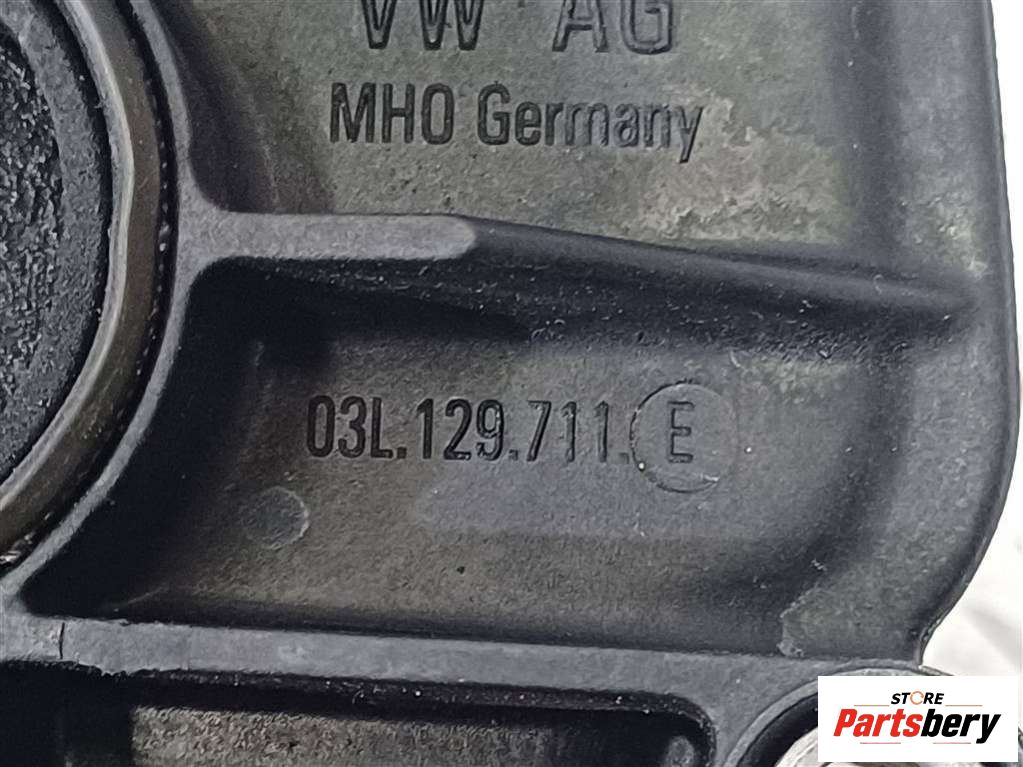 VW AG
MHO Germany
03L.129.711.E
STORE
Partsbery